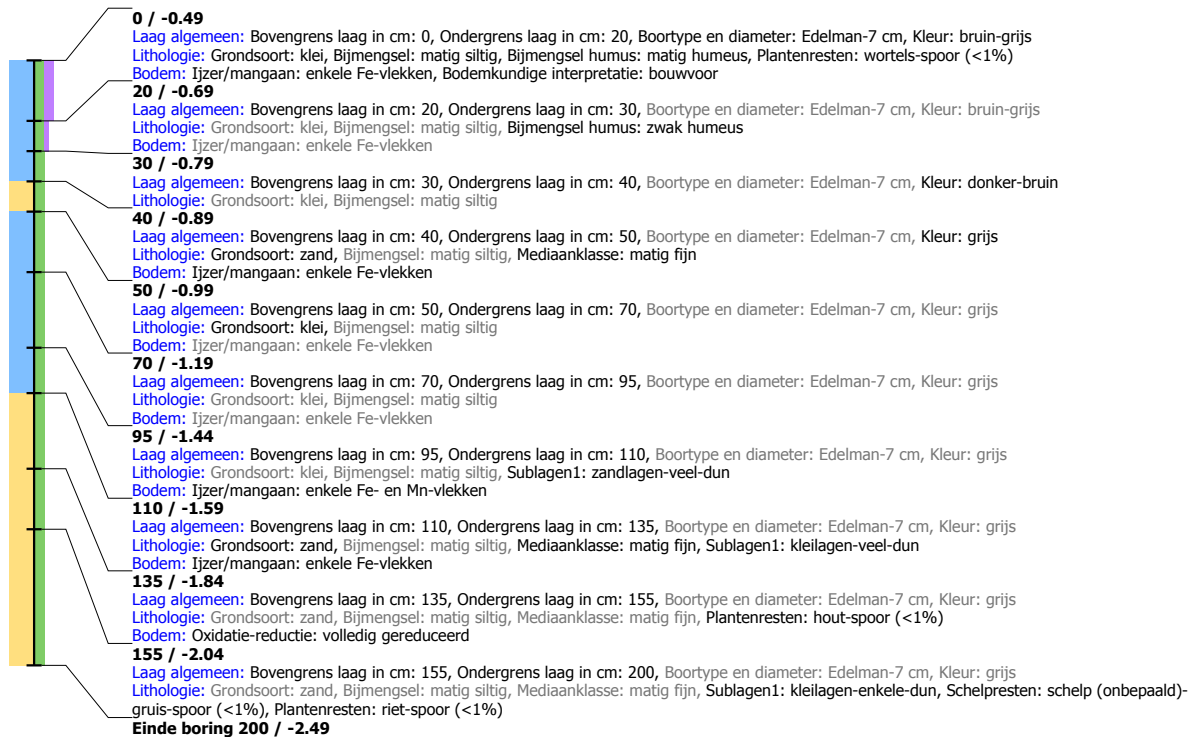 0 / -0.49
Laag algemeen: Bovengrens laag in cm: 0, Ondergrens laag in cm: 20, Boortype en diameter: Edelman-7 cm, Kleur: bruin-grijs
Lithologie: Grondsoort: klei, Bijmengsel: matig siltig, Bijmengsel humus: matig humeus, Plantenresten: wortels-spoor (<1%)
Bodem: Ijzer/mangaan: enkele Fe-vlekken, Bodemkundige interpretatie: bouwvoor
20 / -0.69
Laag algemeen: Bovengrens laag in cm: 20, Ondergrens laag in cm: 30, Boortype en diameter: Edelman-7 cm, Kleur: bruin-grijs
Lithologie: Grondsoort: klei, Bijmengsel: matig siltig, Bijmengsel humus: zwak humeus
Bodem: Ijzer/mangaan: enkele Fe-vlekken
30 / -0.79
Laag algemeen: Bovengrens laag in cm: 30, Ondergrens laag in cm: 40, Boortype en diameter: Edelman-7 cm, Kleur: donker-bruin
Lithologie: Grondsoort: klei, Bijmengsel: matig siltig
40 / -0.89
Laag algemeen: Bovengrens laag in cm: 40, Ondergrens laag in cm: 50, Boortype en diameter: Edelman-7 cm, Kleur: grijs
Lithologie: Grondsoort: zand, Bijmengsel: matig siltig, Mediaanklasse: matig fijn
Bodem: Ijzer/mangaan: enkele Fe-vlekken
50 / -0.99
Laag algemeen: Bovengrens laag in cm: 50, Ondergrens laag in cm: 70, Boortype en diameter: Edelman-7 cm, Kleur: grijs
Lithologie: Grondsoort: klei, Bijmengsel: matig siltig
Bodem: Ijzer/mangaan: enkele Fe-vlekken
70 / -1.19
Laag algemeen: Bovengrens laag in cm: 70, Ondergrens laag in cm: 95, Boortype en diameter: Edelman-7 cm, Kleur: grijs
Lithologie: Grondsoort: klei, Bijmengsel: matig siltig
Bodem: Ijzer/mangaan: enkele Fe-vlekken
95 / -1.44
Laag algemeen: Bovengrens laag in cm: 95, Ondergrens laag in cm: 110, Boortype en diameter: Edelman-7 cm, Kleur: grijs
Lithologie: Grondsoort: klei, Bijmengsel: matig siltig, Sublagen1: zandlagen-veel-dun
Bodem: Ijzer/mangaan: enkele Fe- en Mn-vlekken
110 / -1.59
Laag algemeen: Bovengrens laag in cm: 110, Ondergrens laag in cm: 135, Boortype en diameter: Edelman-7 cm, Kleur: grijs
Lithologie: Grondsoort: zand, Bijmengsel: matig siltig, Mediaanklasse: matig fijn, Sublagen1: kleilagen-veel-dun
Bodem: Ijzer/mangaan: enkele Fe-vlekken
135 / -1.84
Laag algemeen: Bovengrens laag in cm: 135, Ondergrens laag in cm: 155, Boortype en diameter: Edelman-7 cm, Kleur: grijs
Lithologie: Grondsoort: zand, Bijmengsel: matig siltig, Mediaanklasse: matig fijn, Plantenresten: hout-spoor (<1%)
Bodem: Oxidatie-reductie: volledig gereduceerd
155 / -2.04
Laag algemeen: Bovengrens laag in cm: 155, Ondergrens laag in cm: 200, Boortype en diameter: Edelman-7 cm, Kleur: grijs
Lithologie: Grondsoort: zand, Bijmengsel: matig siltig, Mediaanklasse: matig fijn, Sublagen1: kleilagen-enkele-dun, Schelpresten: schelp (onbepaald)-
gruis-spoor (<1%), Plantenresten: riet-spoor (<1%)
Einde boring 200 / -2.49